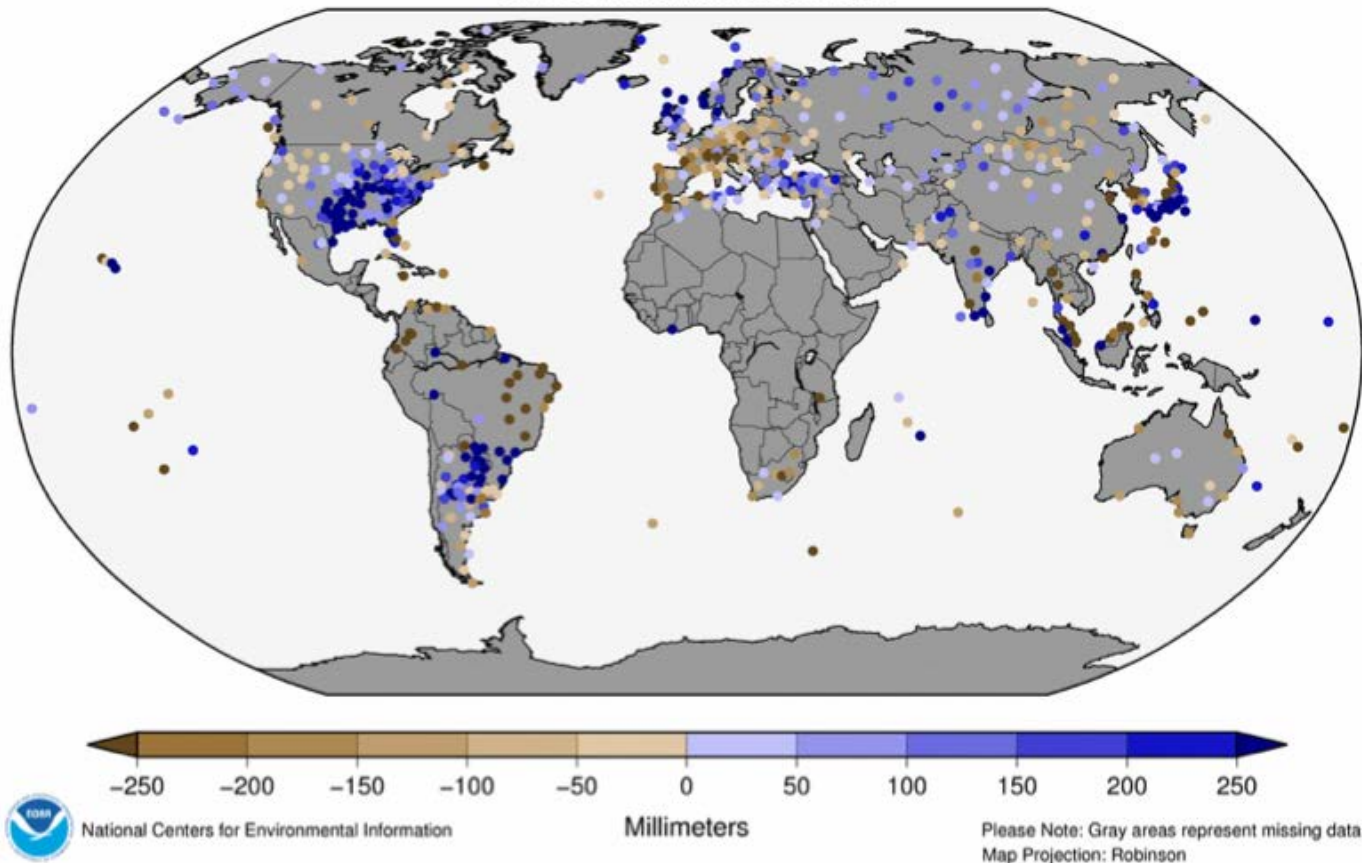 -250 -200 -150 -100 -50 0 50 100 150 200 250
NOAA
National Centers for Environmental Information
Millimeters
Please Note: Gray areas represent missing data
Map Projection: Robinson